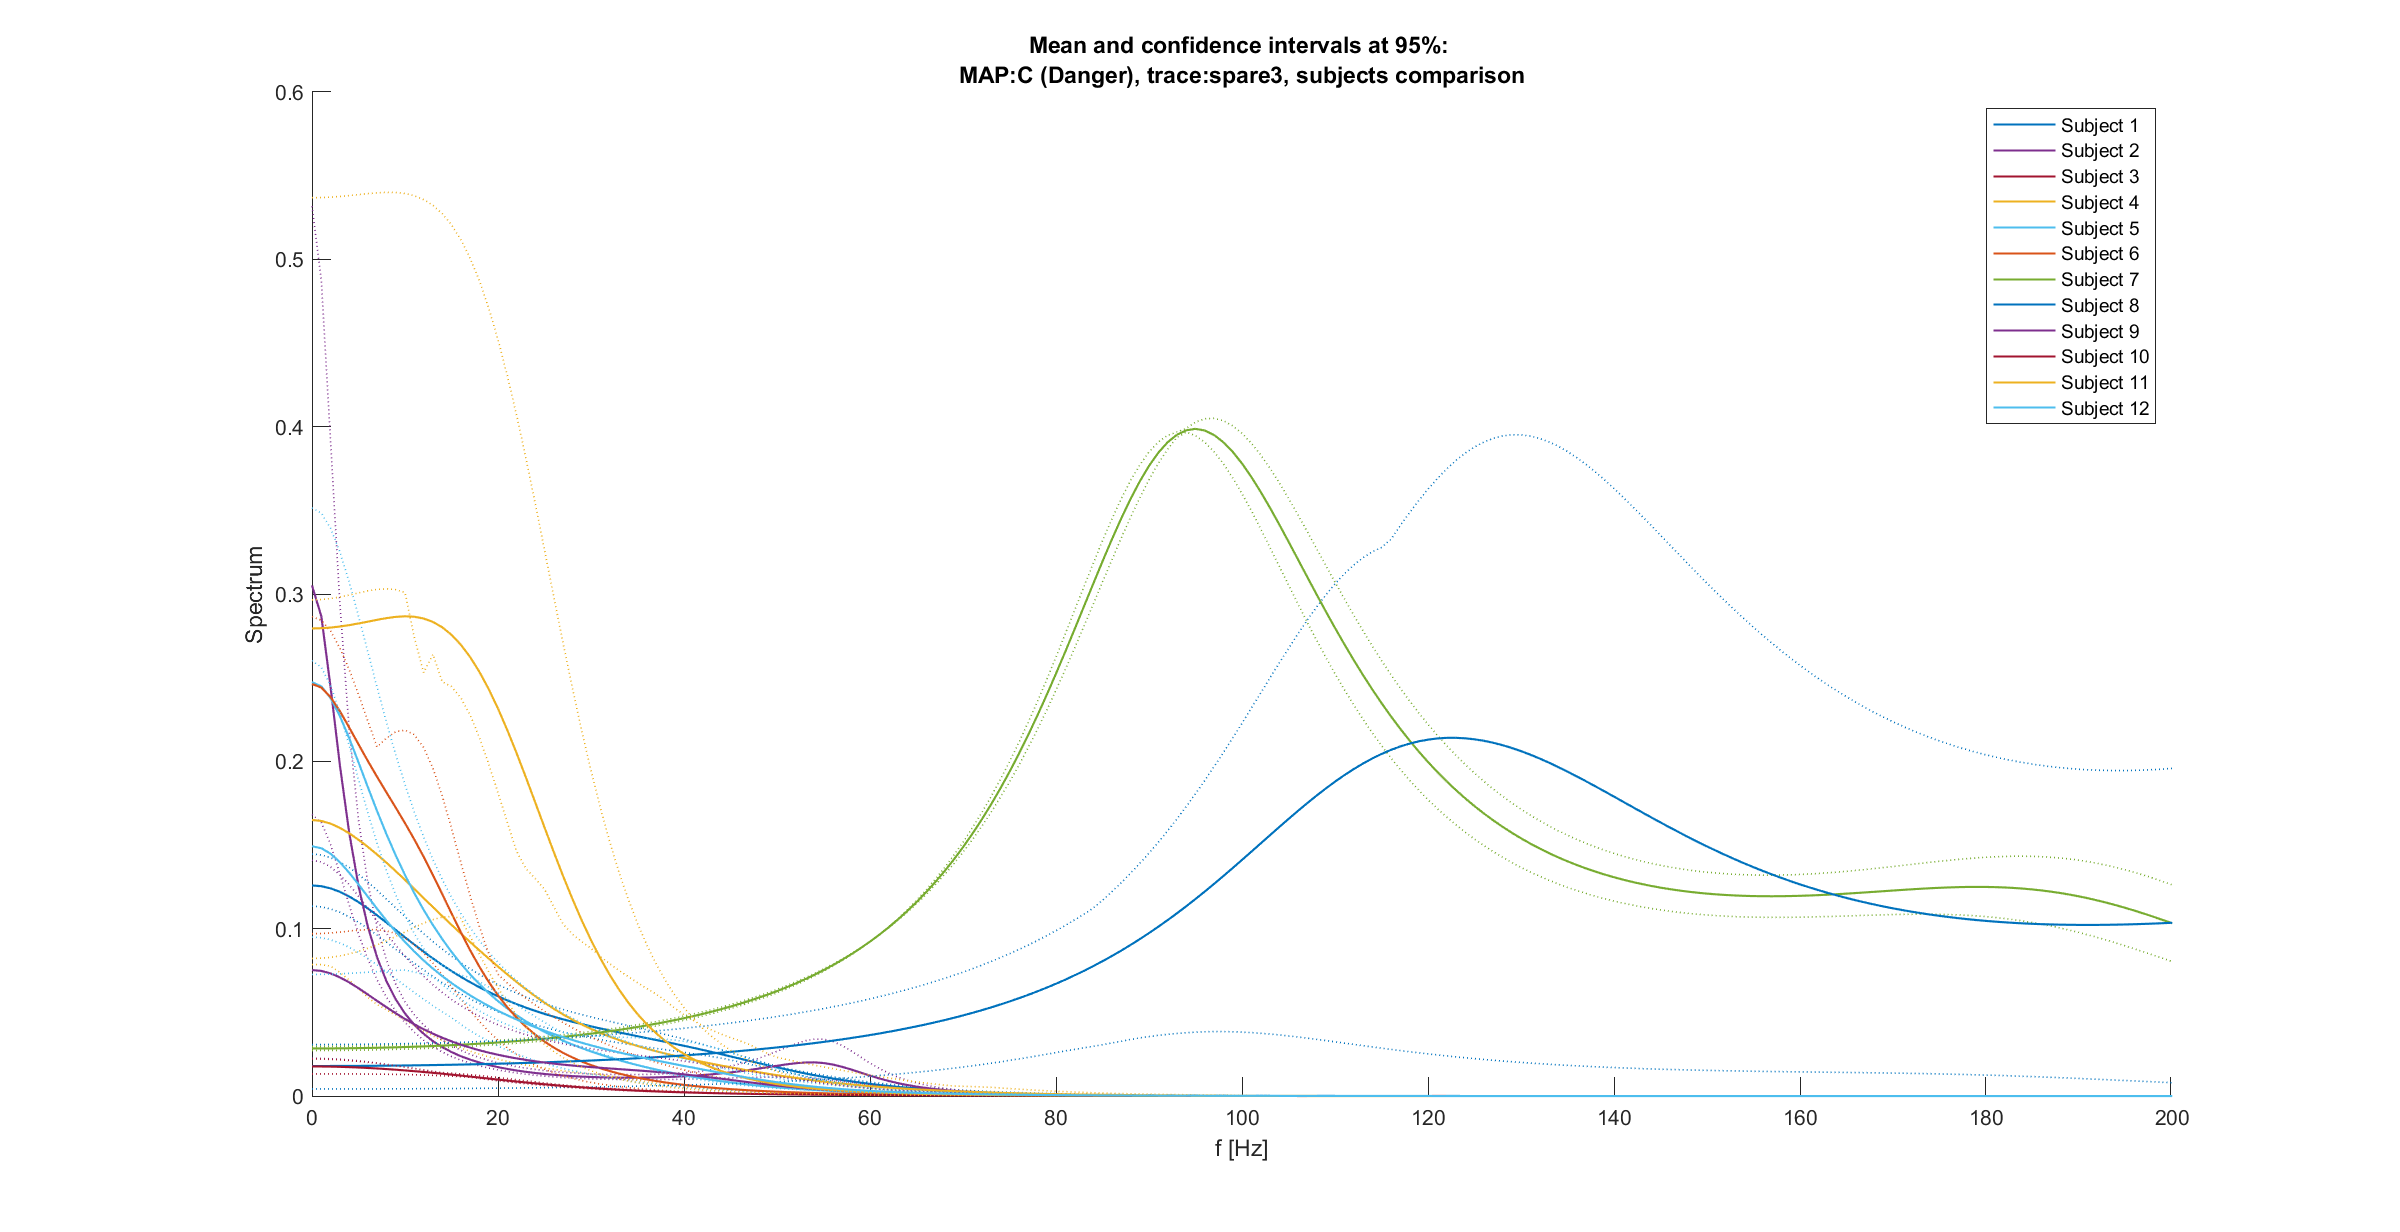 Mean and confidence intervals at 95%:
MAP:C (Danger), trace:spare3, subjects comparison
0.6
0.5
0.4
0.3
0.2
0.1
0
Spectrum
Subject 1
Subject 2
Subject 3
Subject 4
Subject 5
Subject 6
Subject 7
Subject 8
Subject 9
Subject 10
Subject 11
Subject 12
0 20 40 60 80 100 120 140 160 180 200
f [Hz]